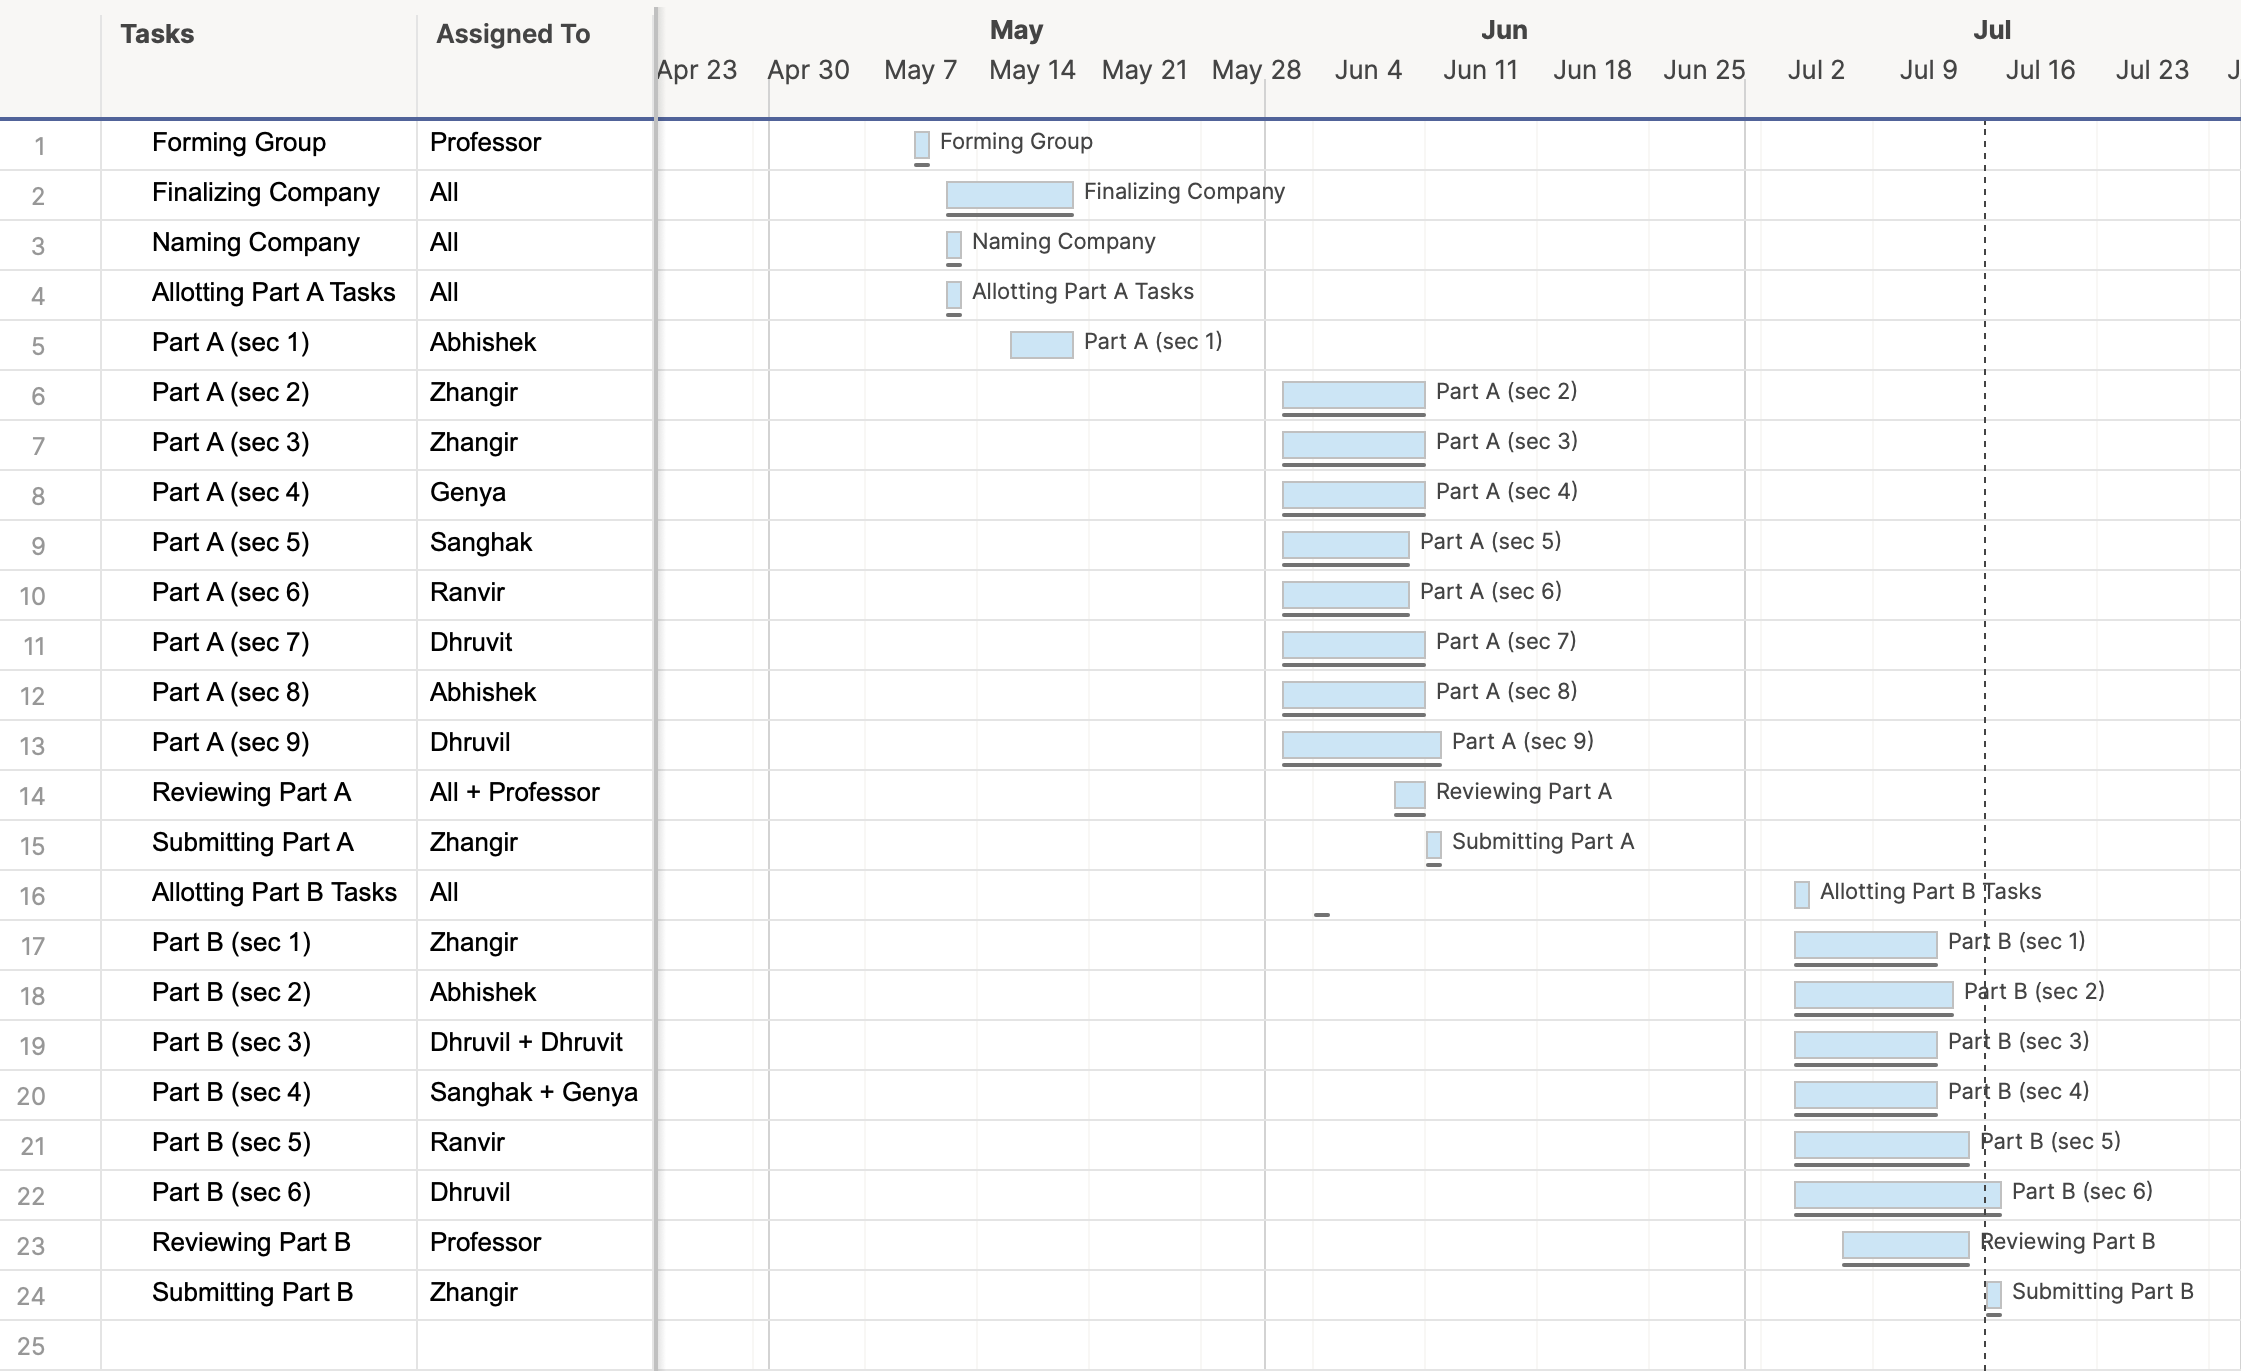 Tasks Assigned To May Jun Jul
Apr 23 Apr 30 May 7 May 14 May 21 May 28 Jun 4 Jun 11 Jun 18 Jun 25 Jul 2 Jul 9 Jul 16 Jul 23 J
1 Forming Group Professor Forming Group
2 Finalizing Company All Finalizing Company
3 Naming Company All Naming Company
4 Allotting Part A Tasks All Allotting Part A Tasks
5 Part A (sec 1) Abhishek Part A (sec 1)
6 Part A (sec 2) Zhangir Part A (sec 2)
7 Part A (sec 3) Zhangir Part A (sec 3)
8 Part A (sec 4) Genya Part A (sec 4)
9 Part A (sec 5) Sanghak Part A (sec 5)
10 Part A (sec 6) Ranvir Part A (sec 6)
11 Part A (sec 7) Dhruvit Part A (sec 7)
12 Part A (sec 8) Abhishek Part A (sec 8)
13 Part A (sec 9) Dhruvil Part A (sec 9)
14 Reviewing Part A All + Professor Reviewing Part A
15 Submitting Part A Zhangir Submitting Part A
16 Allotting Part B Tasks All Allotting Part B Tasks
17 Part B (sec 1) Zhangir Part B (sec 1)
18 Part B (sec 2) Abhishek Part B (sec 2)
19 Part B (sec 3) Dhruvil + Dhruvit Part B (sec 3)
20 Part B (sec 4) Sanghak + Genya Part B (sec 4)
21 Part B (sec 5) Ranvir Part B (sec 5)
22 Part B (sec 6) Dhruvil Part B (sec 6)
23 Reviewing Part B Professor Reviewing Part B
24 Submitting Part B Zhangir Submitting Part B
25